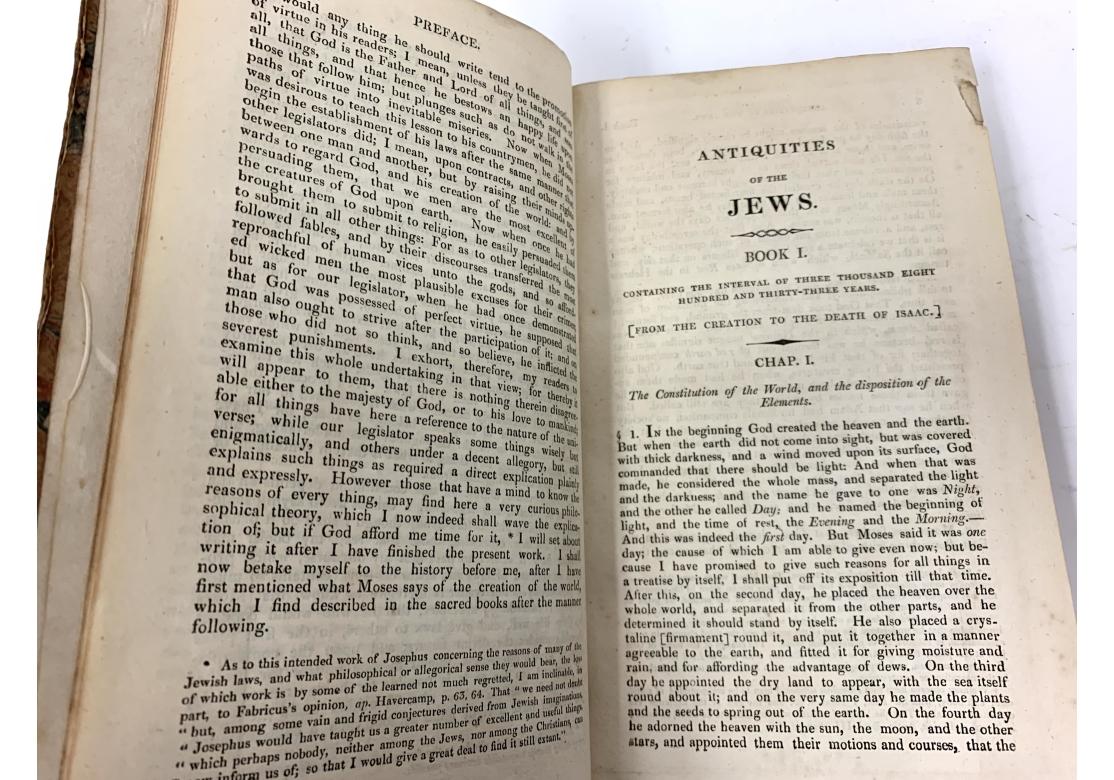 PREFACE.
would any thing he should write tend to the promotion
of virtue in his readers; I mean, unless they be taught first of
all, that God is the Father and Lord of all things, and sees
all things, and that hence he bestows an happy life upon
those that follow him; but plunges such as do not walk in the
paths of virtue into inevitable miseries. Now when Moses
was desirous to teach this lesson to his countrymen, he did not
begin the establishment of his laws after the same manner that
other legislators did; I mean, upon contracts, and other rights
between one man and another, but by raising their minds up-
wards to regard God, and his creation of the world: and by
persuading them, that we men are the most excellent of
the creatures of God upon earth. Now when once he had
brought them to submit to religion, he easily persuaded them
to submit in all other things: For as to other legislators, they
followed fables, and by their discourses transferred the most
reproachful of human vices unto the gods, and so afford-
ed wicked men the most plausible excuses for their crimes;
but as for our legislator, when he had once demonstrated
that God was possessed of perfect virtue, he supposed that
man also ought to strive after the participation of it; and on
those who did not so think, and so believe, he inflicted the
severest punishments. I exhort, therefore, my readers to
examine this whole undertaking in that view; for thereby it
will appear to them, that there is nothing therein disagree-
able either to the majesty of God, or to his love to mankind;
for all things have here a reference to the nature of the uni-
verse; while our legislator speaks some things wisely but
enigmatically, and others under a decent allegory, but still
explains such things as required a direct explication plainly
and expressly. However those that have a mind to know the
reasons of every thing, may find here a very curious philo-
sophical theory, which I now indeed shall wave the explica-
tion of; but if God afford me time for it, * I will set about
writing it after I have finished the present work. I shall
now betake myself to the history before me, after I have
first mentioned what Moses says of the creation of the world,
which I find described in the sacred books after the manner
following.
* As to this intended work of Josephus concerning the reasons of many of the
Jewish laws, and what philosophical or allegorical sense they would bear, the loss
of which work is by some of the learned not much regretted, I am inclinable, in
part, to Fabricus's opinion, ap. Havercamp, p. 63, 64. That "we need not doubt
" but, among some vain and frigid conjectures derived from Jewish imaginations,
" Josephus would have taught us a greater number of excellent and useful things,
" which perhaps nobody, neither among the Jews, nor among the Christians, can
inform us of; so that I would give a great deal to find it still extant."
ANTIQUITIES
OF THE
JEWS.
BOOK I.
CONTAINING THE INTERVAL OF THREE THOUSAND EIGHT
HUNDRED AND THIRTY-THREE YEARS.
[FROM THE CREATION TO THE DEATH OF ISAAC.]
CHAP. I.
The Constitution of the World, and the disposition of the
Elements.
§ 1. IN the beginning God created the heaven and the earth.
But when the earth did not come into sight, but was covered
with thick darkness, and a wind moved upon its surface, God
commanded that there should be light: And when that was
made, he considered the whole mass, and separated the light
and the darkness; and the name he gave to one was Night,
and the other he called Day: and he named the beginning of
light, and the time of rest, the Evening and the Morning.—
And this was indeed the first day. But Moses said it was one
day; the cause of which I am able to give even now; but be-
cause I have promised to give such reasons for all things in
a treatise by itself, I shall put off its exposition till that time.
After this, on the second day, he placed the heaven over the
whole world, and separated it from the other parts, and he
determined it should stand by itself. He also placed a crys-
taline [firmament] round it, and put it together in a manner
agreeable to the earth, and fitted it for giving moisture and
rain, and for affording the advantage of dews. On the third
day he appointed the dry land to appear, with the sea itself
round about it; and on the very same day he made the plants
and the seeds to spring out of the earth. On the fourth day
he adorned the heaven with the sun, the moon, and the other
stars, and appointed them their motions and courses, that the